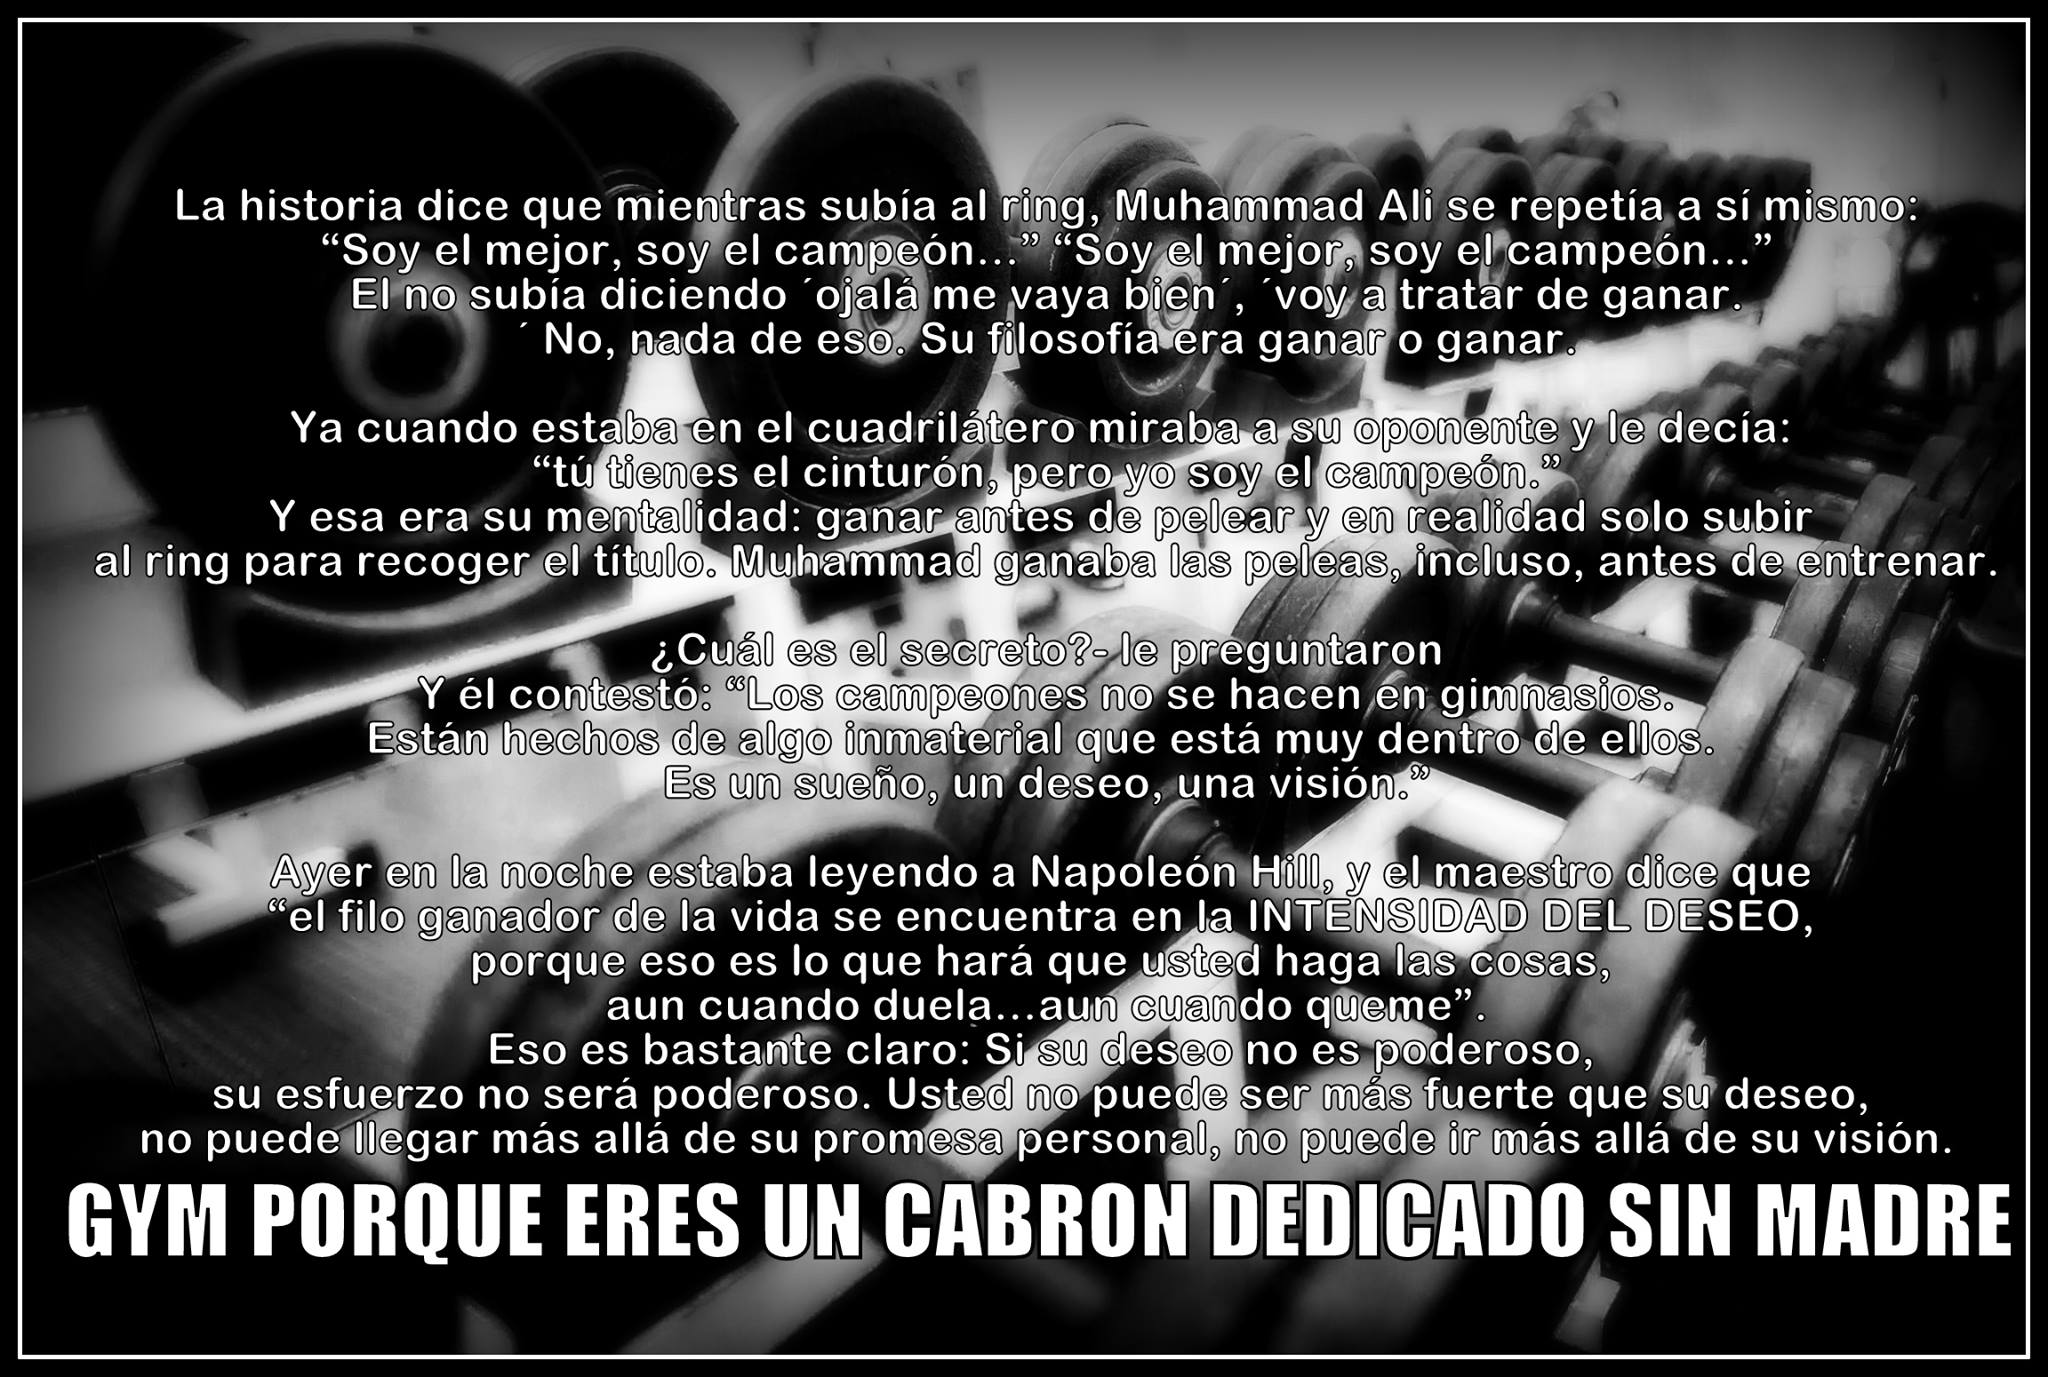 La historia dice que mientras subía al ring, Muhammad Ali se repetía a sí mismo:
“Soy el mejor, soy el campeón...” “Soy el mejor, soy el campeón...”
El no subía diciendo ´ojalá me vaya bien´, ´voy a tratar de ganar.
´ No, nada de eso. Su filosofía era ganar o ganar.
Ya cuando estaba en el cuadrilátero miraba a su oponente y le decía:
“tú tienes el cinturón, pero yo soy el campeón.”
Y esa era su mentalidad: ganar antes de pelear y en realidad solo subir
al ring para recoger el título. Muhammad ganaba las peleas, incluso, antes de entrenar.
¿Cuál es el secreto?- le preguntaron
Y él contestó: “Los campeones no se hacen en gimnasios.
Están hechos de algo inmaterial que está muy dentro de ellos.
Es un sueño, un deseo, una visión.”
Ayer en la noche estaba leyendo a Napoleón Hill, y el maestro dice que
“el filo ganador de la vida se encuentra en la INTENSIDAD DEL DESEO,
porque eso es lo que hará que usted haga las cosas,
aun cuando duela...aun cuando queme”.
Eso es bastante claro: Si su deseo no es poderoso,
su esfuerzo no será poderoso. Usted no puede ser más fuerte que su deseo,
no puede llegar más allá de su promesa personal, no puede ir más allá de su visión.
GYM PORQUE ERES UN CABRON DEDICADO SIN MADRE